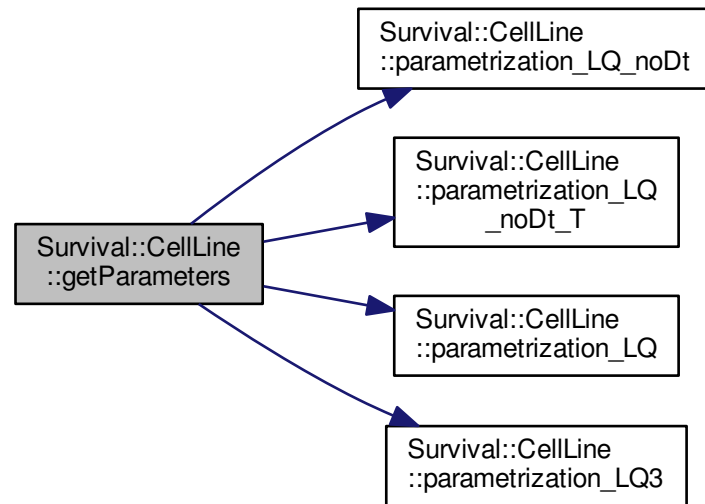 Survival::CellLine
::parametrization_LQ_noDt
Survival::CellLine
::parametrization_LQ
_noDt_T
Survival::CellLine
::getParameters
Survival::CellLine
::parametrization_LQ
Survival::CellLine
::parametrization_LQ3